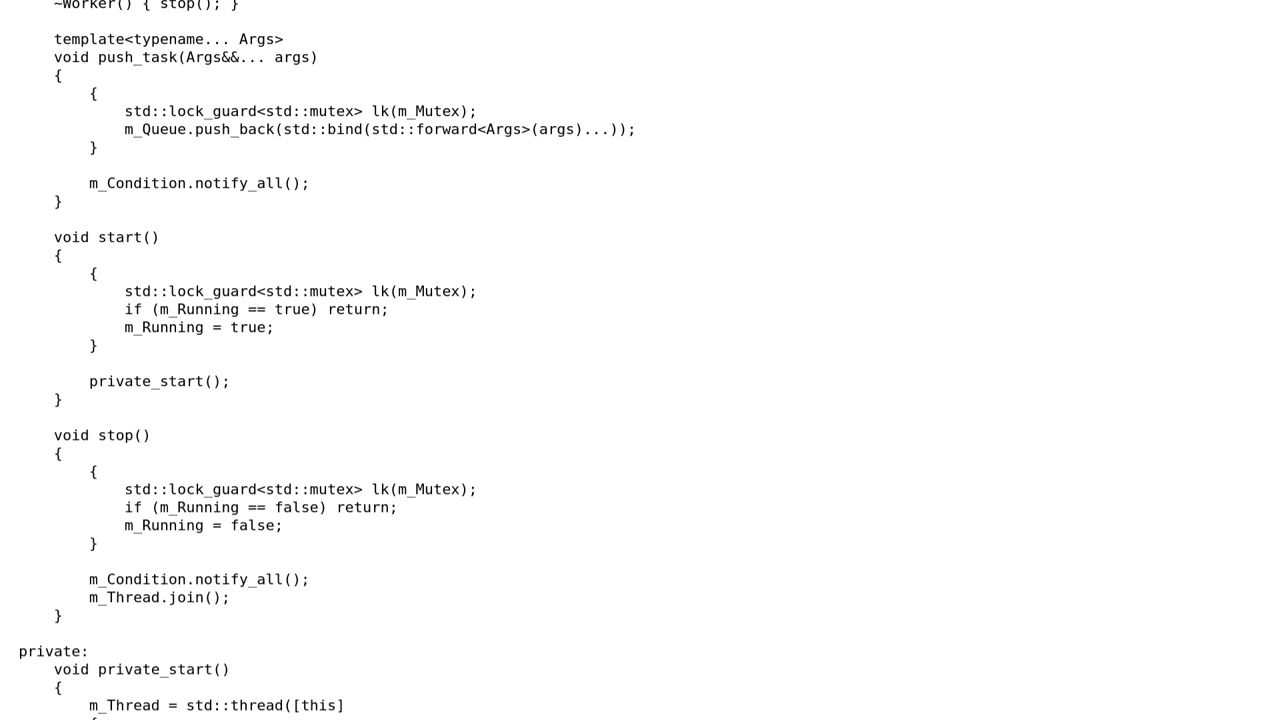 ~Worker() { stop(); }
template<typename... Args>
void push_task(Args&&... args)
{
{
std::lock_guard<std::mutex> lk(m_Mutex);
m_Queue.push_back(std::bind(std::forward<Args>(args)...));
}
m_Condition.notify_all();
}
void start()
{
{
std::lock_guard<std::mutex> lk(m_Mutex);
if (m_Running == true) return;
m_Running = true;
}
private_start();
}
void stop()
{
{
std::lock_guard<std::mutex> lk(m_Mutex);
if (m_Running == false) return;
m_Running = false;
}
m_Condition.notify_all();
m_Thread.join();
}
private:
void private_start()
{
m_Thread = std::thread([this]
{